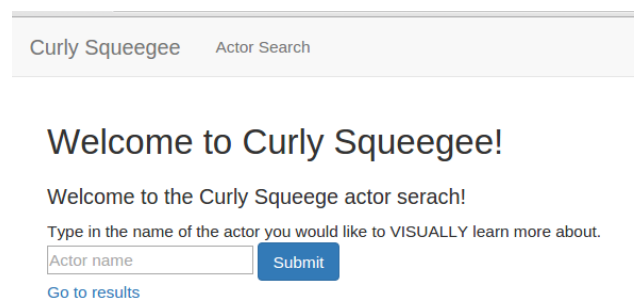 Curly Squeegee Actor Search
Welcome to Curly Squeegee!
Welcome to the Curly Squeege actor serach!
Type in the name of the actor you would like to VISUALLY learn more about.
Actor name Submit
Go to results